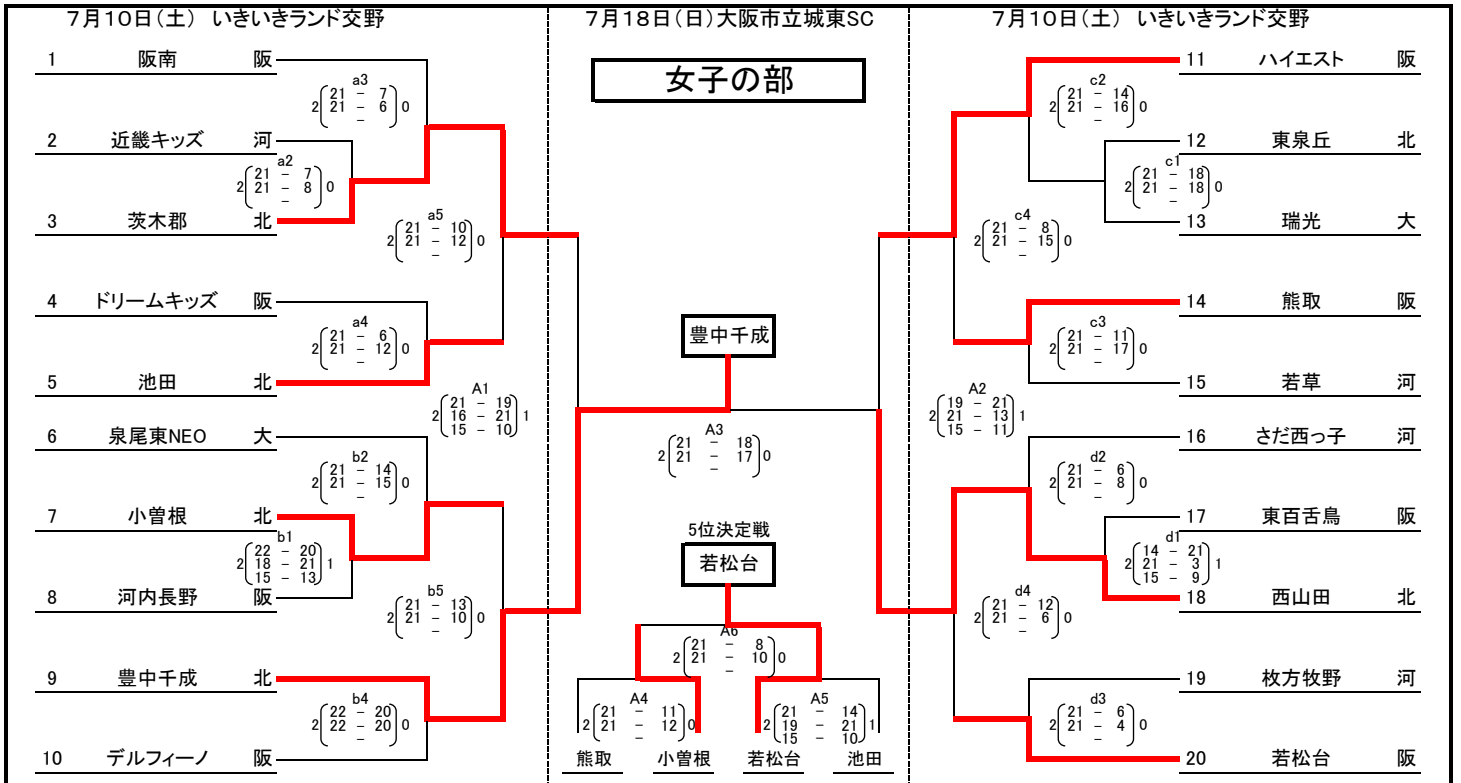 7月10日(土) いきいきランド交野
7月18日(日)大阪市立城東SC
7月10日(土) いきいきランド交野
女子の部
1 阪南 阪
a3
2 21 - 7 0
21 - 6
-
2 近畿キッズ 河
a2
2 21 - 7 0
21 - 8
-
3 茨木郡 北
a5
2 21 - 10 0
21 - 12
-
4 ドリームキッズ 阪
a4
2 21 - 6 0
21 - 12
-
5 池田 北
A1
2 21 - 19 1
16 - 21
15 - 10
6 泉尾東NEO 大
b2
2 21 - 14 0
21 - 15
-
7 小曽根 北
b1
2 22 - 20 1
18 - 21
15 - 13
8 河内長野 阪
b5
2 21 - 13 0
21 - 10
-
9 豊中千成 北
b4
2 22 - 20 0
22 - 20
-
10 デルフィーノ 阪
豊中千成
A3
2 21 - 18 0
21 - 17
-
5位決定戦
若松台
A6
2 21 - 8 0
21 - 10
-
A4
2 21 - 11 0
21 - 12
-
A5
2 21 - 14 1
19 - 21
15 - 10
熊取 小曽根 若松台 池田
11 ハイエスト 阪
c2
2 21 - 14 0
21 - 16
-
12 東泉丘 北
c1
2 21 - 18 0
21 - 18
-
13 瑞光 大
c4
2 21 - 8 0
21 - 15
-
14 熊取 阪
c3
2 21 - 11 0
21 - 17
-
15 若草 河
A2
2 19 - 21 1
21 - 13
15 - 11
16 さだ西っ子 河
d2
2 21 - 6 0
21 - 8
-
17 東百舌鳥 阪
d1
2 14 - 21 1
21 - 3
15 - 9
18 西山田 北
d4
2 21 - 12 0
21 - 6
-
19 枚方牧野 河
d3
2 21 - 6 0
21 - 4
-
20 若松台 阪